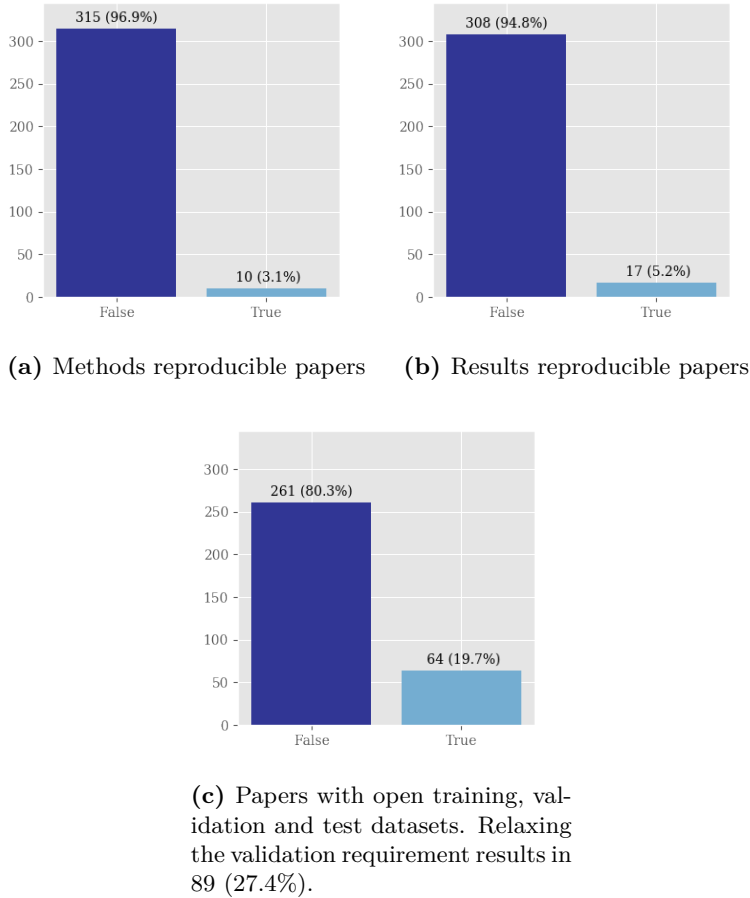 315 (96.9%)
300
250
200
150
100
50
0
10 (3.1%)
False
True
(a) Methods reproducible papers
308 (94.8%)
300
250
200
150
100
50
0
17 (5.2%)
False
True
(b) Results reproducible papers
300
261 (80.3%)
250
200
150
100
50
0
64 (19.7%)
False
True
(c) Papers with open training, val-
idation and test datasets. Relaxing
the validation requirement results in
89 (27.4%).